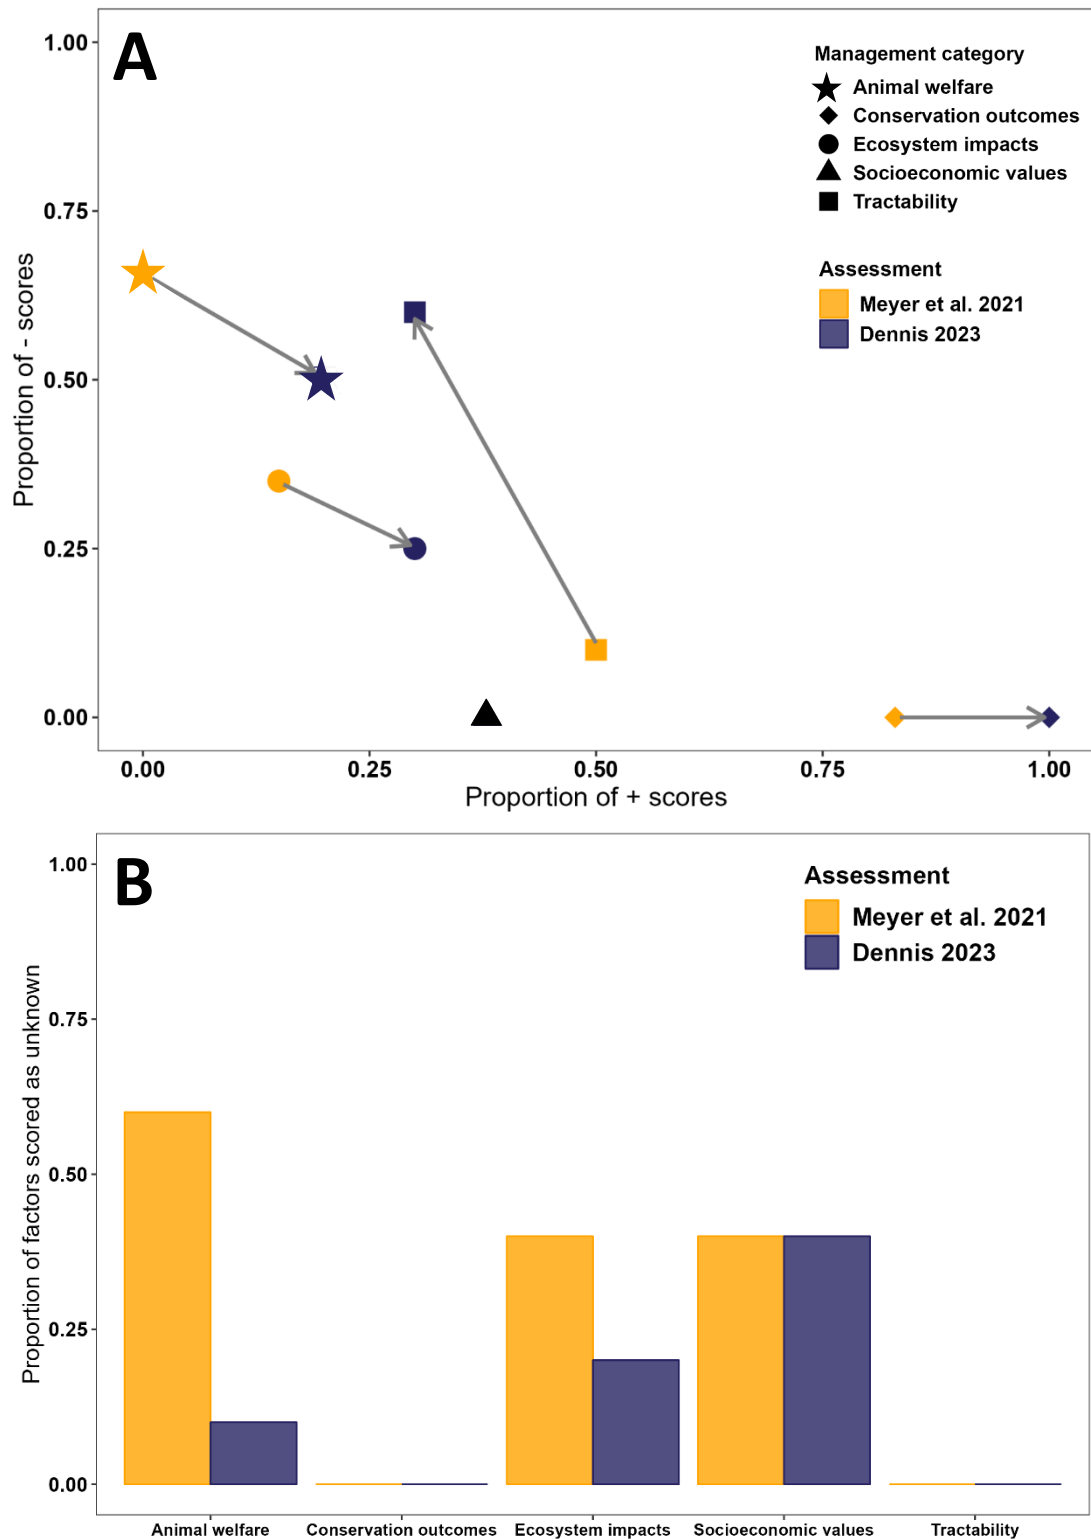 A
1.00
0.75
0.50
0.25
0.00
Proportion of - scores
Management category
Animal welfare
Conservation outcomes
Ecosystem impacts
Socioeconomic values
Tractability
Assessment
Meyer et al. 2021
Dennis 2023
0.00 0.25 0.50 0.75 1.00
Proportion of + scores
B
1.00
0.75
0.50
0.25
0.00
Proportion of factors scored as unknown
Assessment
Meyer et al. 2021
Dennis 2023
Animal welfare Conservation outcomes Ecosystem impacts Socioeconomic values Tractability